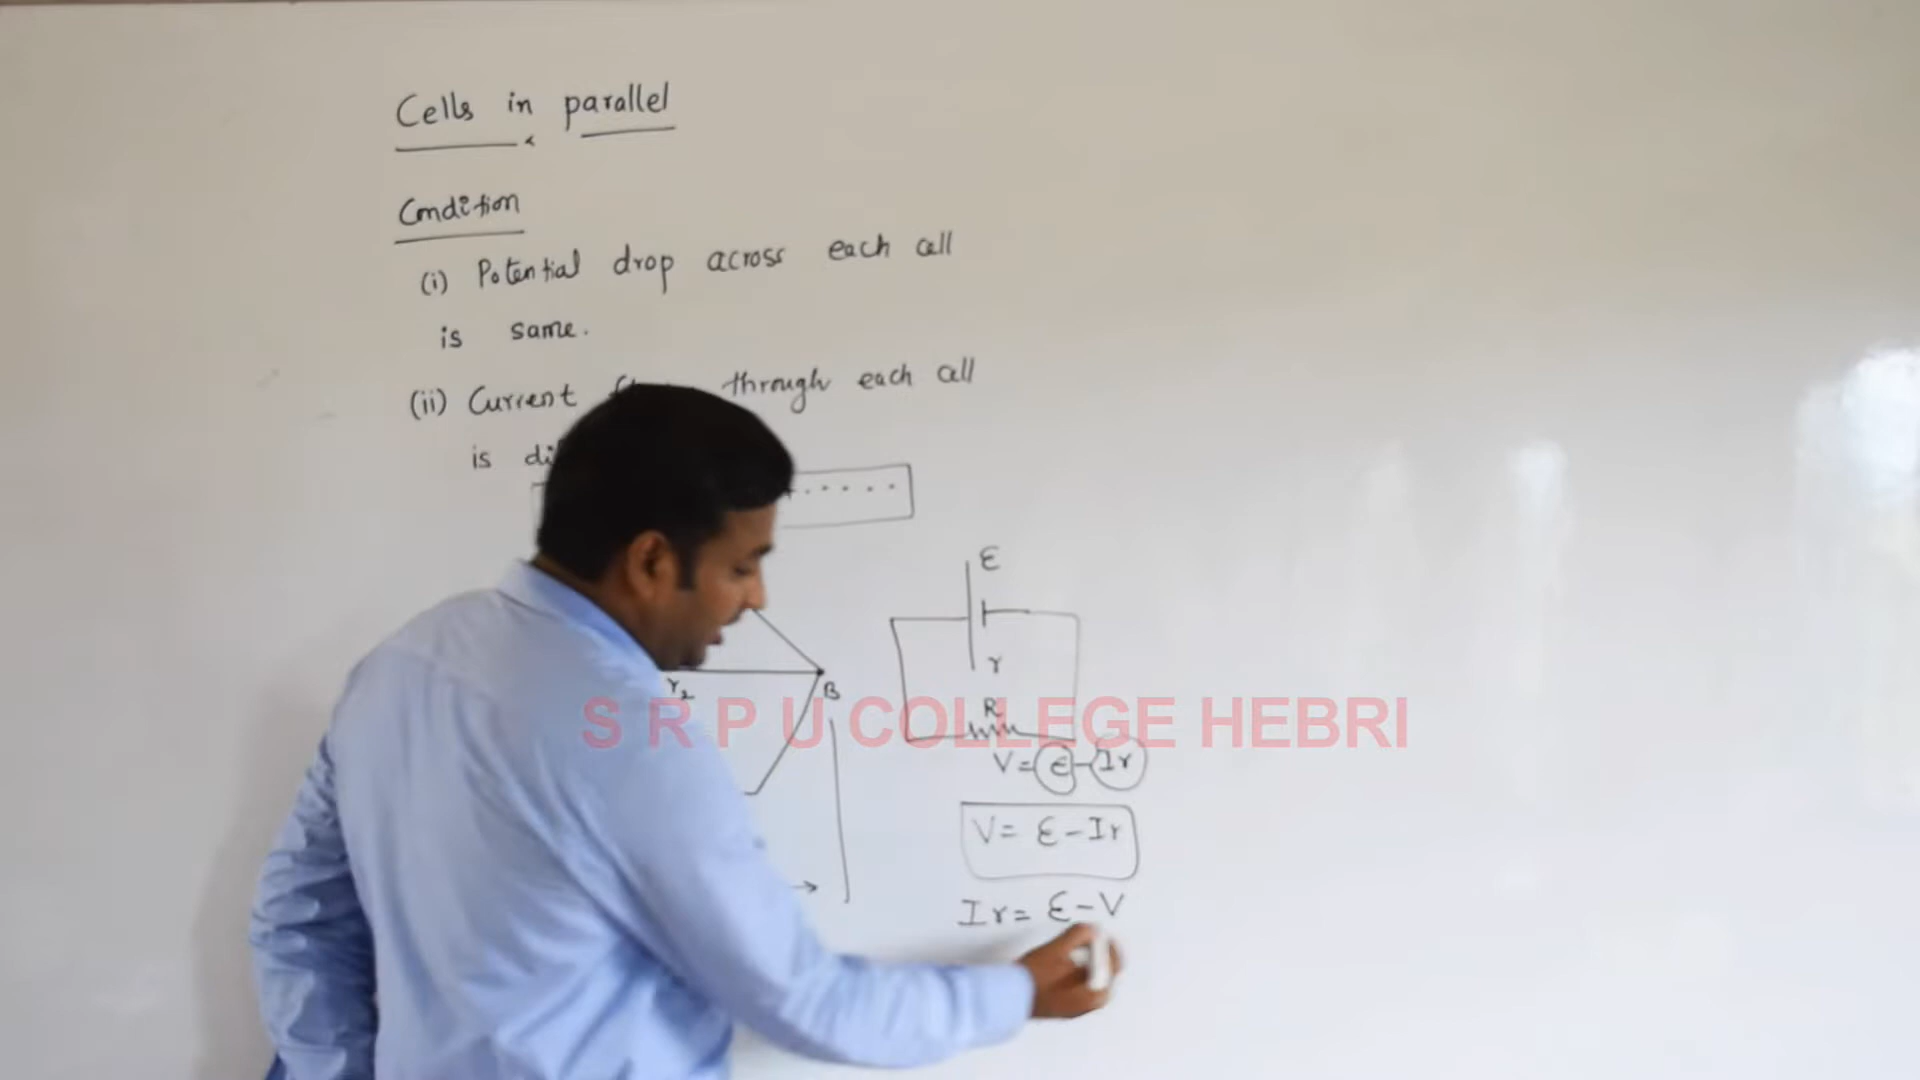 Cells in parallel
Condition
(i) Potential drop across each cell
is same.
(ii) Current through each cell
is
ε
r
R
r₂
B
S R P U COLLEGE HEBRI
V = ε - Ir
V = ε - Ir
Ir = ε - V